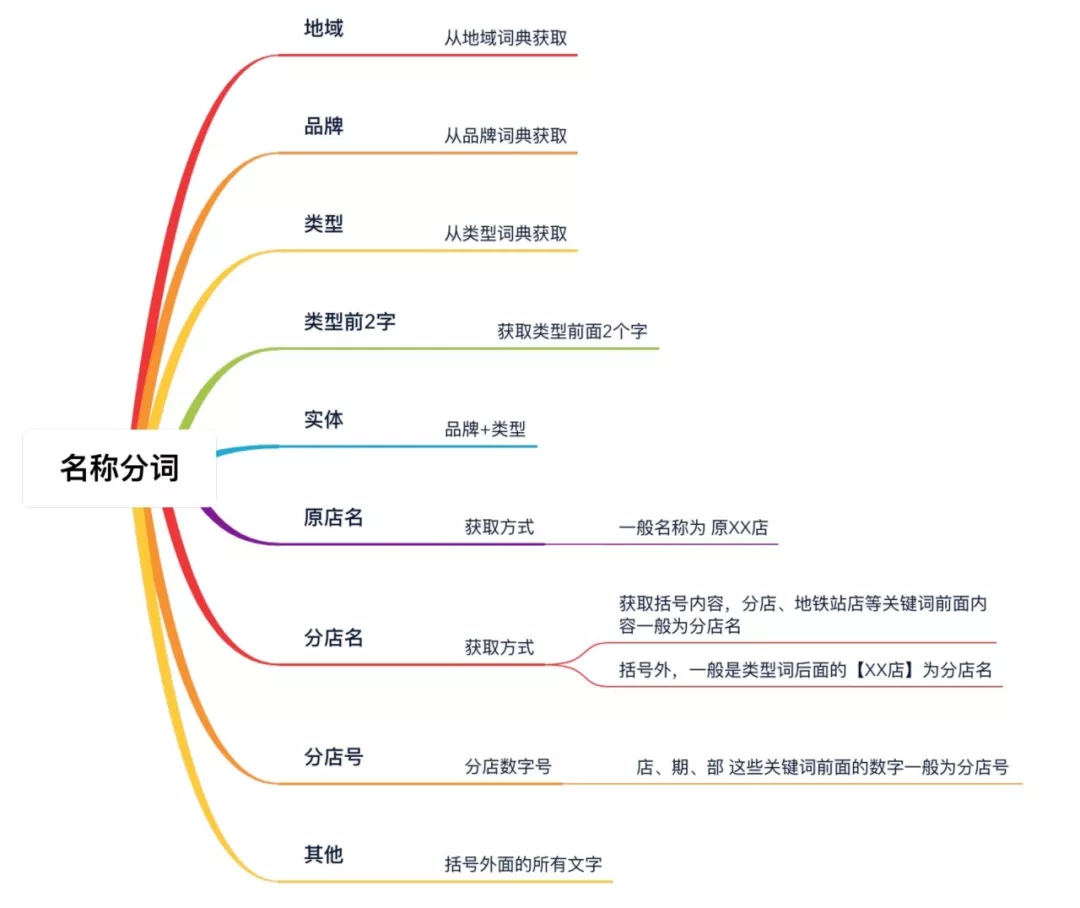 地域
从地域词典获取
品牌
从品牌词典获取
类型
从类型词典获取
类型前2字
获取类型前面2个字
实体
品牌+类型
名称分词
原店名
获取方式
一般名称为 原XX店
分店名
获取方式
获取括号内容，分店、地铁站店等关键词前面内
容一般为分店名
括号外，一般是类型词后面的【XX店】为分店名
分店号
分店数字号
店、期、部 这些关键词前面的数字一般为分店号
其他
括号外面的所有文字